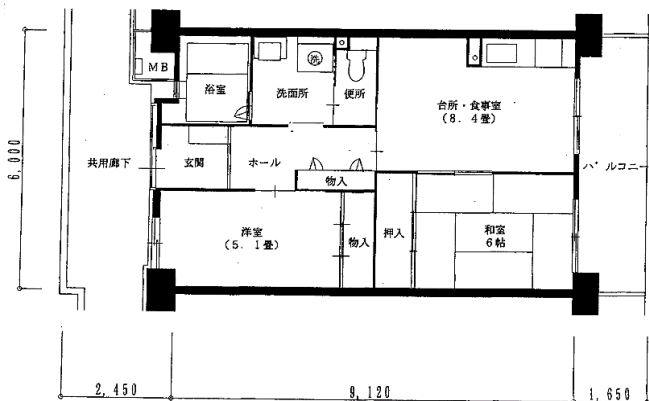 MB
浴室
洗面所
洗
便所
台所・食事室
(8.4畳)
6,000
共用廊下
玄関
ホール
物入
バルコニー
洋室
(5.1畳)
物入
押入
和室
6帖
2,450
9,120
1,650